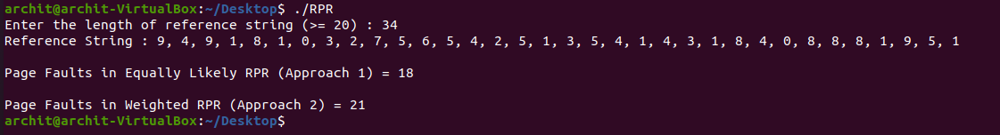 archit@archit-VirtualBox:~/Desktop$ ./RPR
Enter the length of reference string (>= 20) : 34
Reference String : 9, 4, 9, 1, 8, 1, 0, 3, 2, 7, 5, 6, 5, 4, 2, 5, 1, 3, 5, 4, 1, 4, 3, 1, 8, 4, 0, 8, 8, 8, 1, 9, 5, 1
Page Faults in Equally Likely RPR (Approach 1) = 18
Page Faults in Weighted RPR (Approach 2) = 21
archit@archit-VirtualBox:~/Desktop$